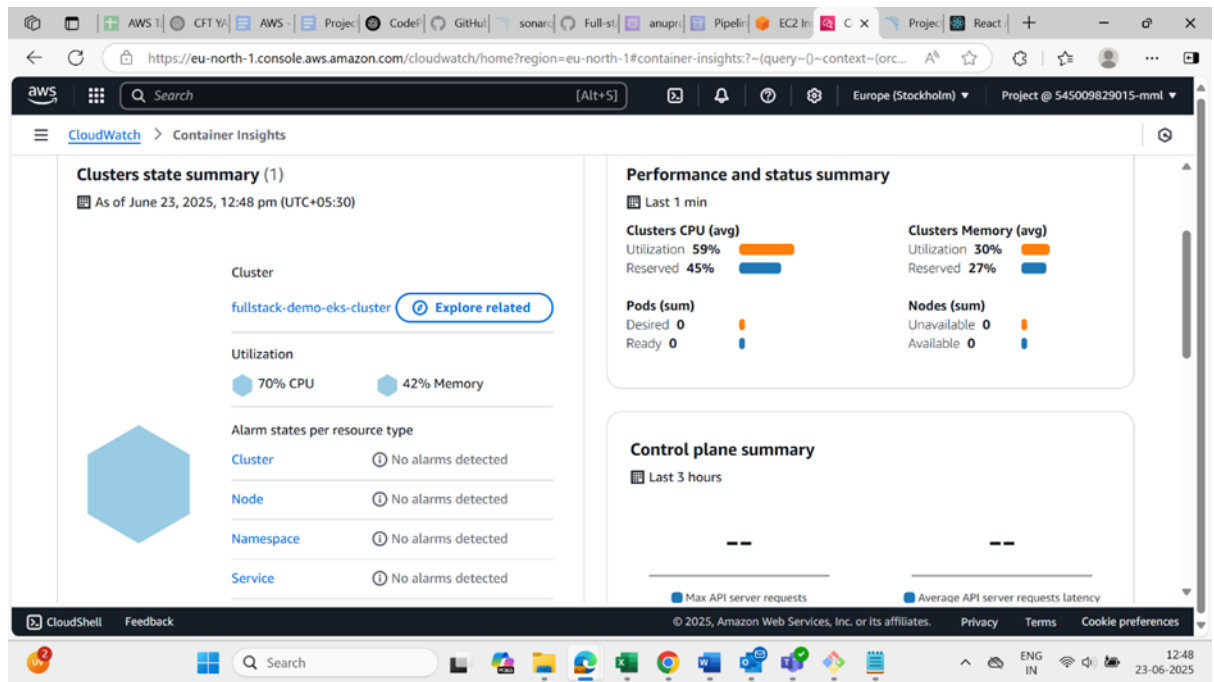 AWS T
CFT YA
AWS -
Projec
CodeP
GitHub
sonarq
Full-st
anupro
Pipelin
EC2 In
C
Projec
React
https://eu-north-1.console.aws.amazon.com/cloudwatch/home?region=eu-north-1#container-insights:?~(query~()~context~(orc...
aws
Search
[Alt+S]
Europe (Stockholm)
Project @ 545009829015-mml
CloudWatch > Container Insights
Clusters state summary (1)
As of June 23, 2025, 12:48 pm (UTC+05:30)
Cluster
fullstack-demo-eks-cluster
Explore related
Utilization
70% CPU
42% Memory
Alarm states per resource type
Cluster
No alarms detected
Node
No alarms detected
Namespace
No alarms detected
Service
No alarms detected
Performance and status summary
Last 1 min
Clusters CPU (avg)
Utilization 59%
Reserved 45%
Clusters Memory (avg)
Utilization 30%
Reserved 27%
Pods (sum)
Desired 0
Ready 0
Nodes (sum)
Unavailable 0
Available 0
Control plane summary
Last 3 hours
--
--
Max API server requests
Average API server requests latency
CloudShell
Feedback
© 2025, Amazon Web Services, Inc. or its affiliates.
Privacy
Terms
Cookie preferences
2
Search
ENG
IN
12:48
23-06-2025